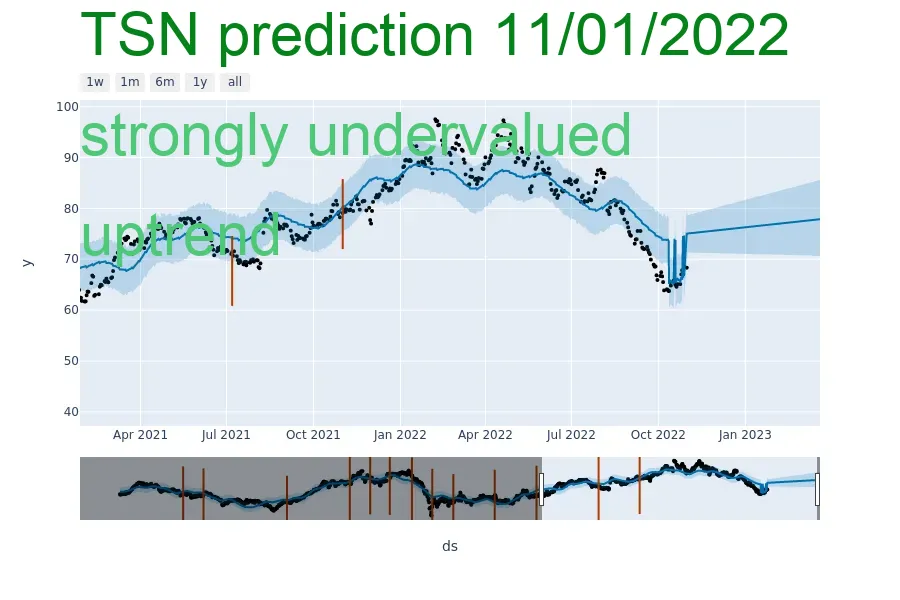 TSN prediction 11/01/2022
1w 1m 6m 1y all
100
strongly undervalued
90
80
uptrend
70
y
60
50
40
Apr 2021 Jul 2021 Oct 2021 Jan 2022 Apr 2022 Jul 2022 Oct 2022 Jan 2023
ds